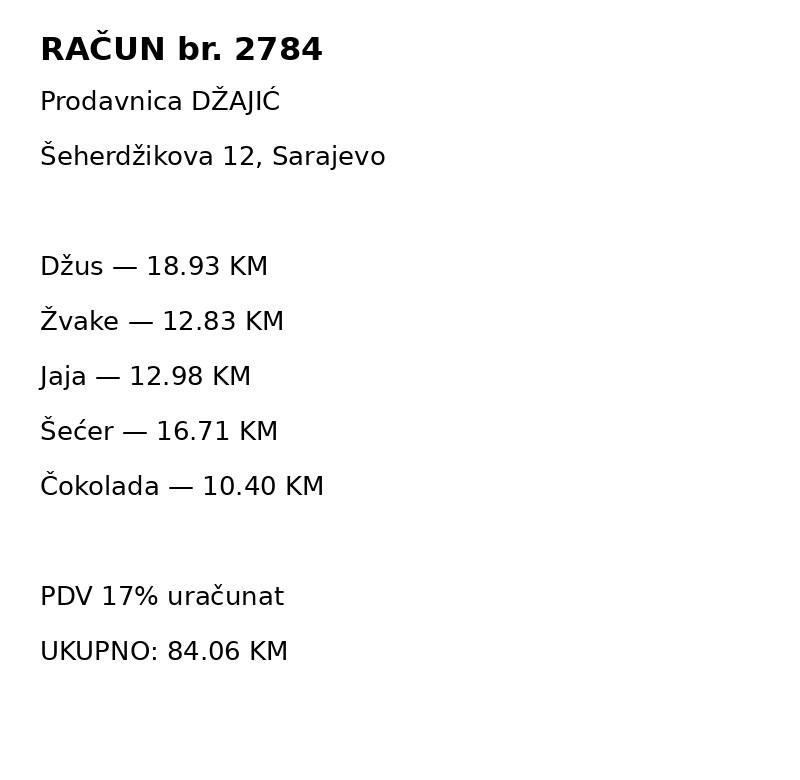 RAČUN br. 2784
Prodavnica DŽAJIĆ
Šeherdžikova 12, Sarajevo
Džus — 18.93 KM
Žvake — 12.83 KM
Jaja — 12.98 KM
Šećer — 16.71 KM
Čokolada — 10.40 KM
PDV 17% uračunat
UKUPNO: 84.06 KM